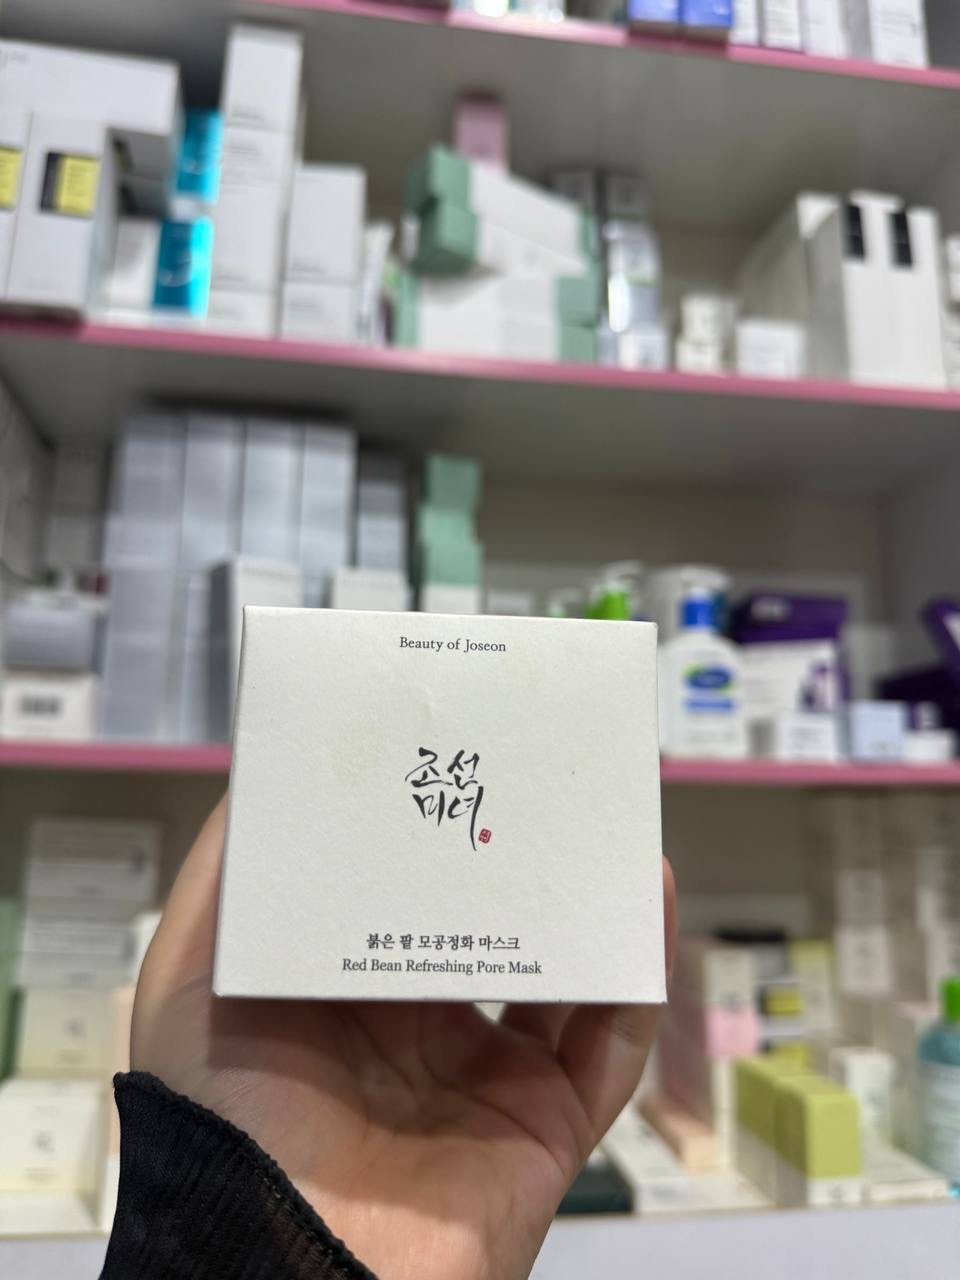 Beauty of Joseon
조선
미녀
붉은 팥 모공정화 마스크
Red Bean Refreshing Pore Mask